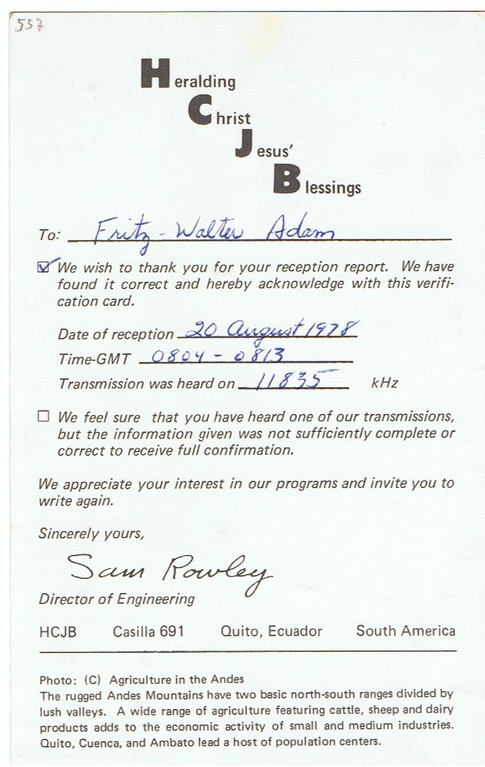 557
Heralding
Christ
Jesus'
Blessings
To: Fritz-Walter Adam
We wish to thank you for your reception report. We have
found it correct and hereby acknowledge with this verifi-
cation card.
Date of reception 20 August 1978
Time-GMT 0804 - 0813
Transmission was heard on 11835 kHz
We feel sure that you have heard one of our transmissions,
but the information given was not sufficiently complete or
correct to receive full confirmation.
We appreciate your interest in our programs and invite you to
write again.
Sincerely yours,
Sam Rowley
Director of Engineering
HCJB Casilla 691 Quito, Ecuador South America
Photo: (C) Agriculture in the Andes
The rugged Andes Mountains have two basic north-south ranges divided by
lush valleys. A wide range of agriculture featuring cattle, sheep and dairy
products adds to the economic activity of small and medium industries.
Quito, Cuenca, and Ambato lead a host of population centers.